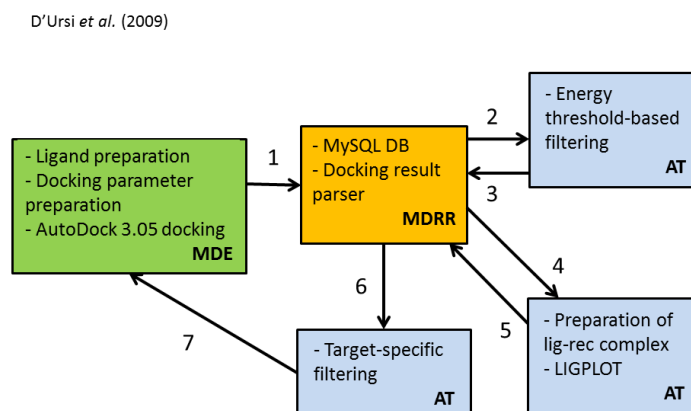 D'Ursi et al. (2009)
- Ligand preparation
- Docking parameter
preparation
- AutoDock 3.05 docking
MDE
1
- MySQL DB
- Docking result
parser
MDRR
2
3
- Energy
threshold-based
filtering
AT
4
5
- Preparation of
lig-rec complex
- LIGPLOT
AT
6
- Target-specific
filtering
AT
7